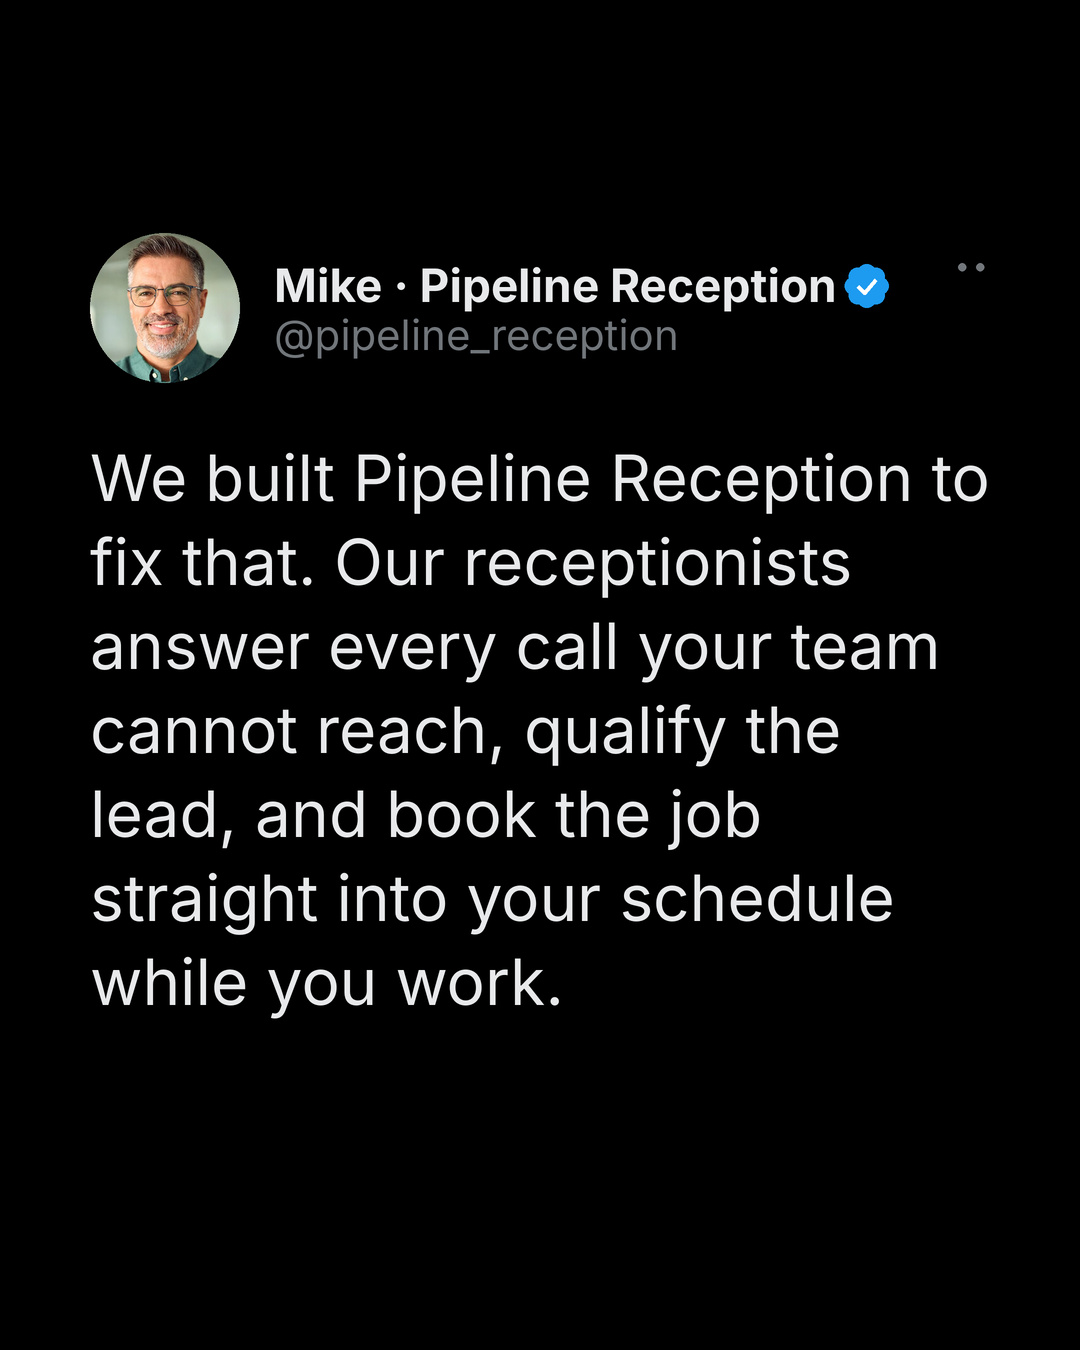 Mike · Pipeline Reception
@pipeline_reception
We built Pipeline Reception to
fix that. Our receptionists
answer every call your team
cannot reach, qualify the
lead, and book the job
straight into your schedule
while you work.